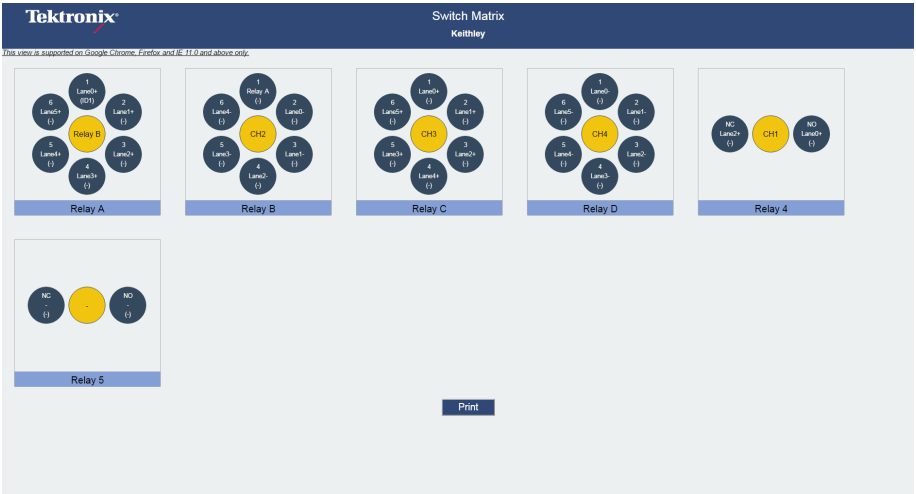 Tektronix
Switch Matrix
Keithley
This view is supported on Google Chrome, Firefox and IE 11.0 and above only.
1
Lane0+
(ID1)
2
Lane1+
(-)
3
Lane2+
(-)
4
Lane3+
(-)
5
Lane4+
(-)
6
Lane5+
(-)
Relay B
Relay A
1
Relay A
(-)
2
Lane0-
(-)
3
Lane1-
(-)
4
Lane2-
(-)
5
Lane3-
(-)
6
Lane4-
(-)
CH2
Relay B
1
Lane0+
(-)
2
Lane1+
(-)
3
Lane2+
(-)
4
Lane4+
(-)
5
Lane3+
(-)
6
Lane5+
(-)
CH3
Relay C
1
Lane0-
(-)
2
Lane1-
(-)
3
Lane2-
(-)
4
Lane3-
(-)
5
Lane4-
(-)
6
Lane5-
(-)
CH4
Relay D
NC
Lane2+
(-)
CH1
NO
Lane0+
(-)
Relay 4
NC
-
(-)
-
NO
-
(-)
Relay 5
Print